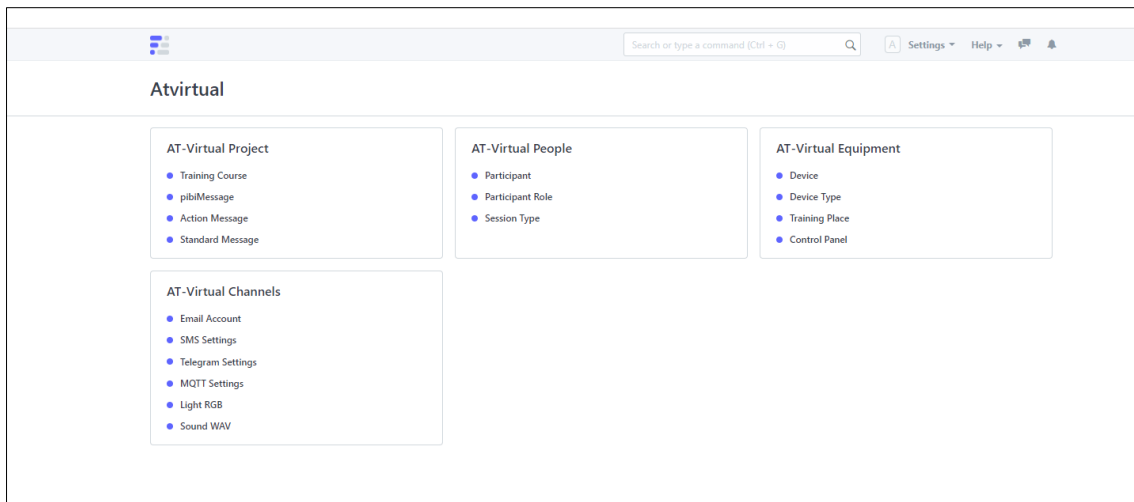 Search or type a command (Ctrl + G)
A Settings Help
Atvirtual
AT-Virtual Project
Training Course
pibiMessage
Action Message
Standard Message
AT-Virtual People
Participant
Participant Role
Session Type
AT-Virtual Equipment
Device
Device Type
Training Place
Control Panel
AT-Virtual Channels
Email Account
SMS Settings
Telegram Settings
MQTT Settings
Light RGB
Sound WAV